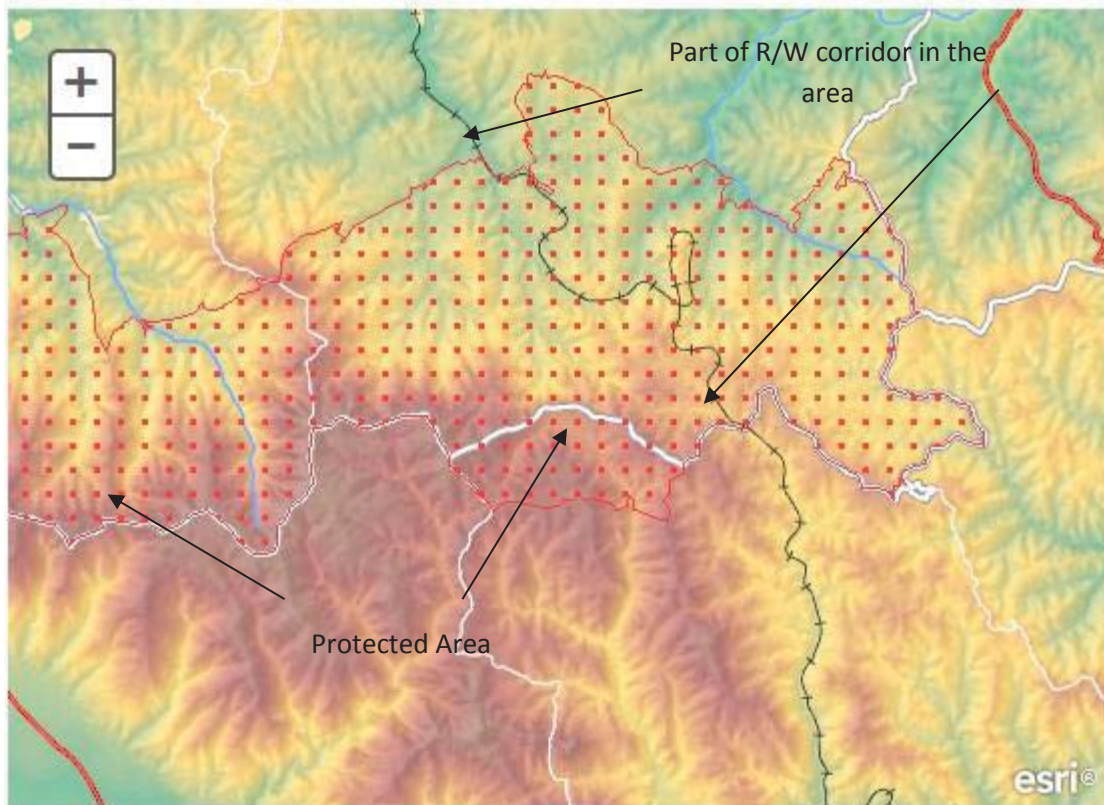 +
−
Part of R/W corridor in the
area
Protected Area
esri®